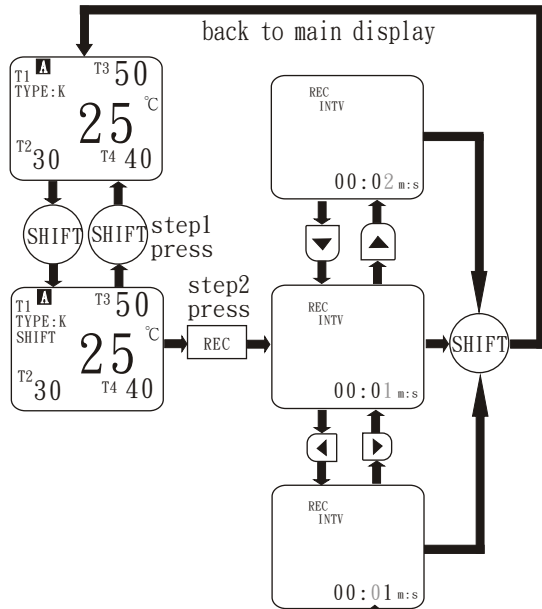 back to main display
T1 A T3 50
TYPE:K
25 ℃
T2 30 T4 40
SHIFT SHIFT
step1
press
T1 A T3 50
TYPE:K
SHIFT
25 ℃
T2 30 T4 40
step2
press
REC
REC
INTV
00:02 m:s
REC
INTV
00:01 m:s
SHIFT
REC
INTV
00:01 m:s